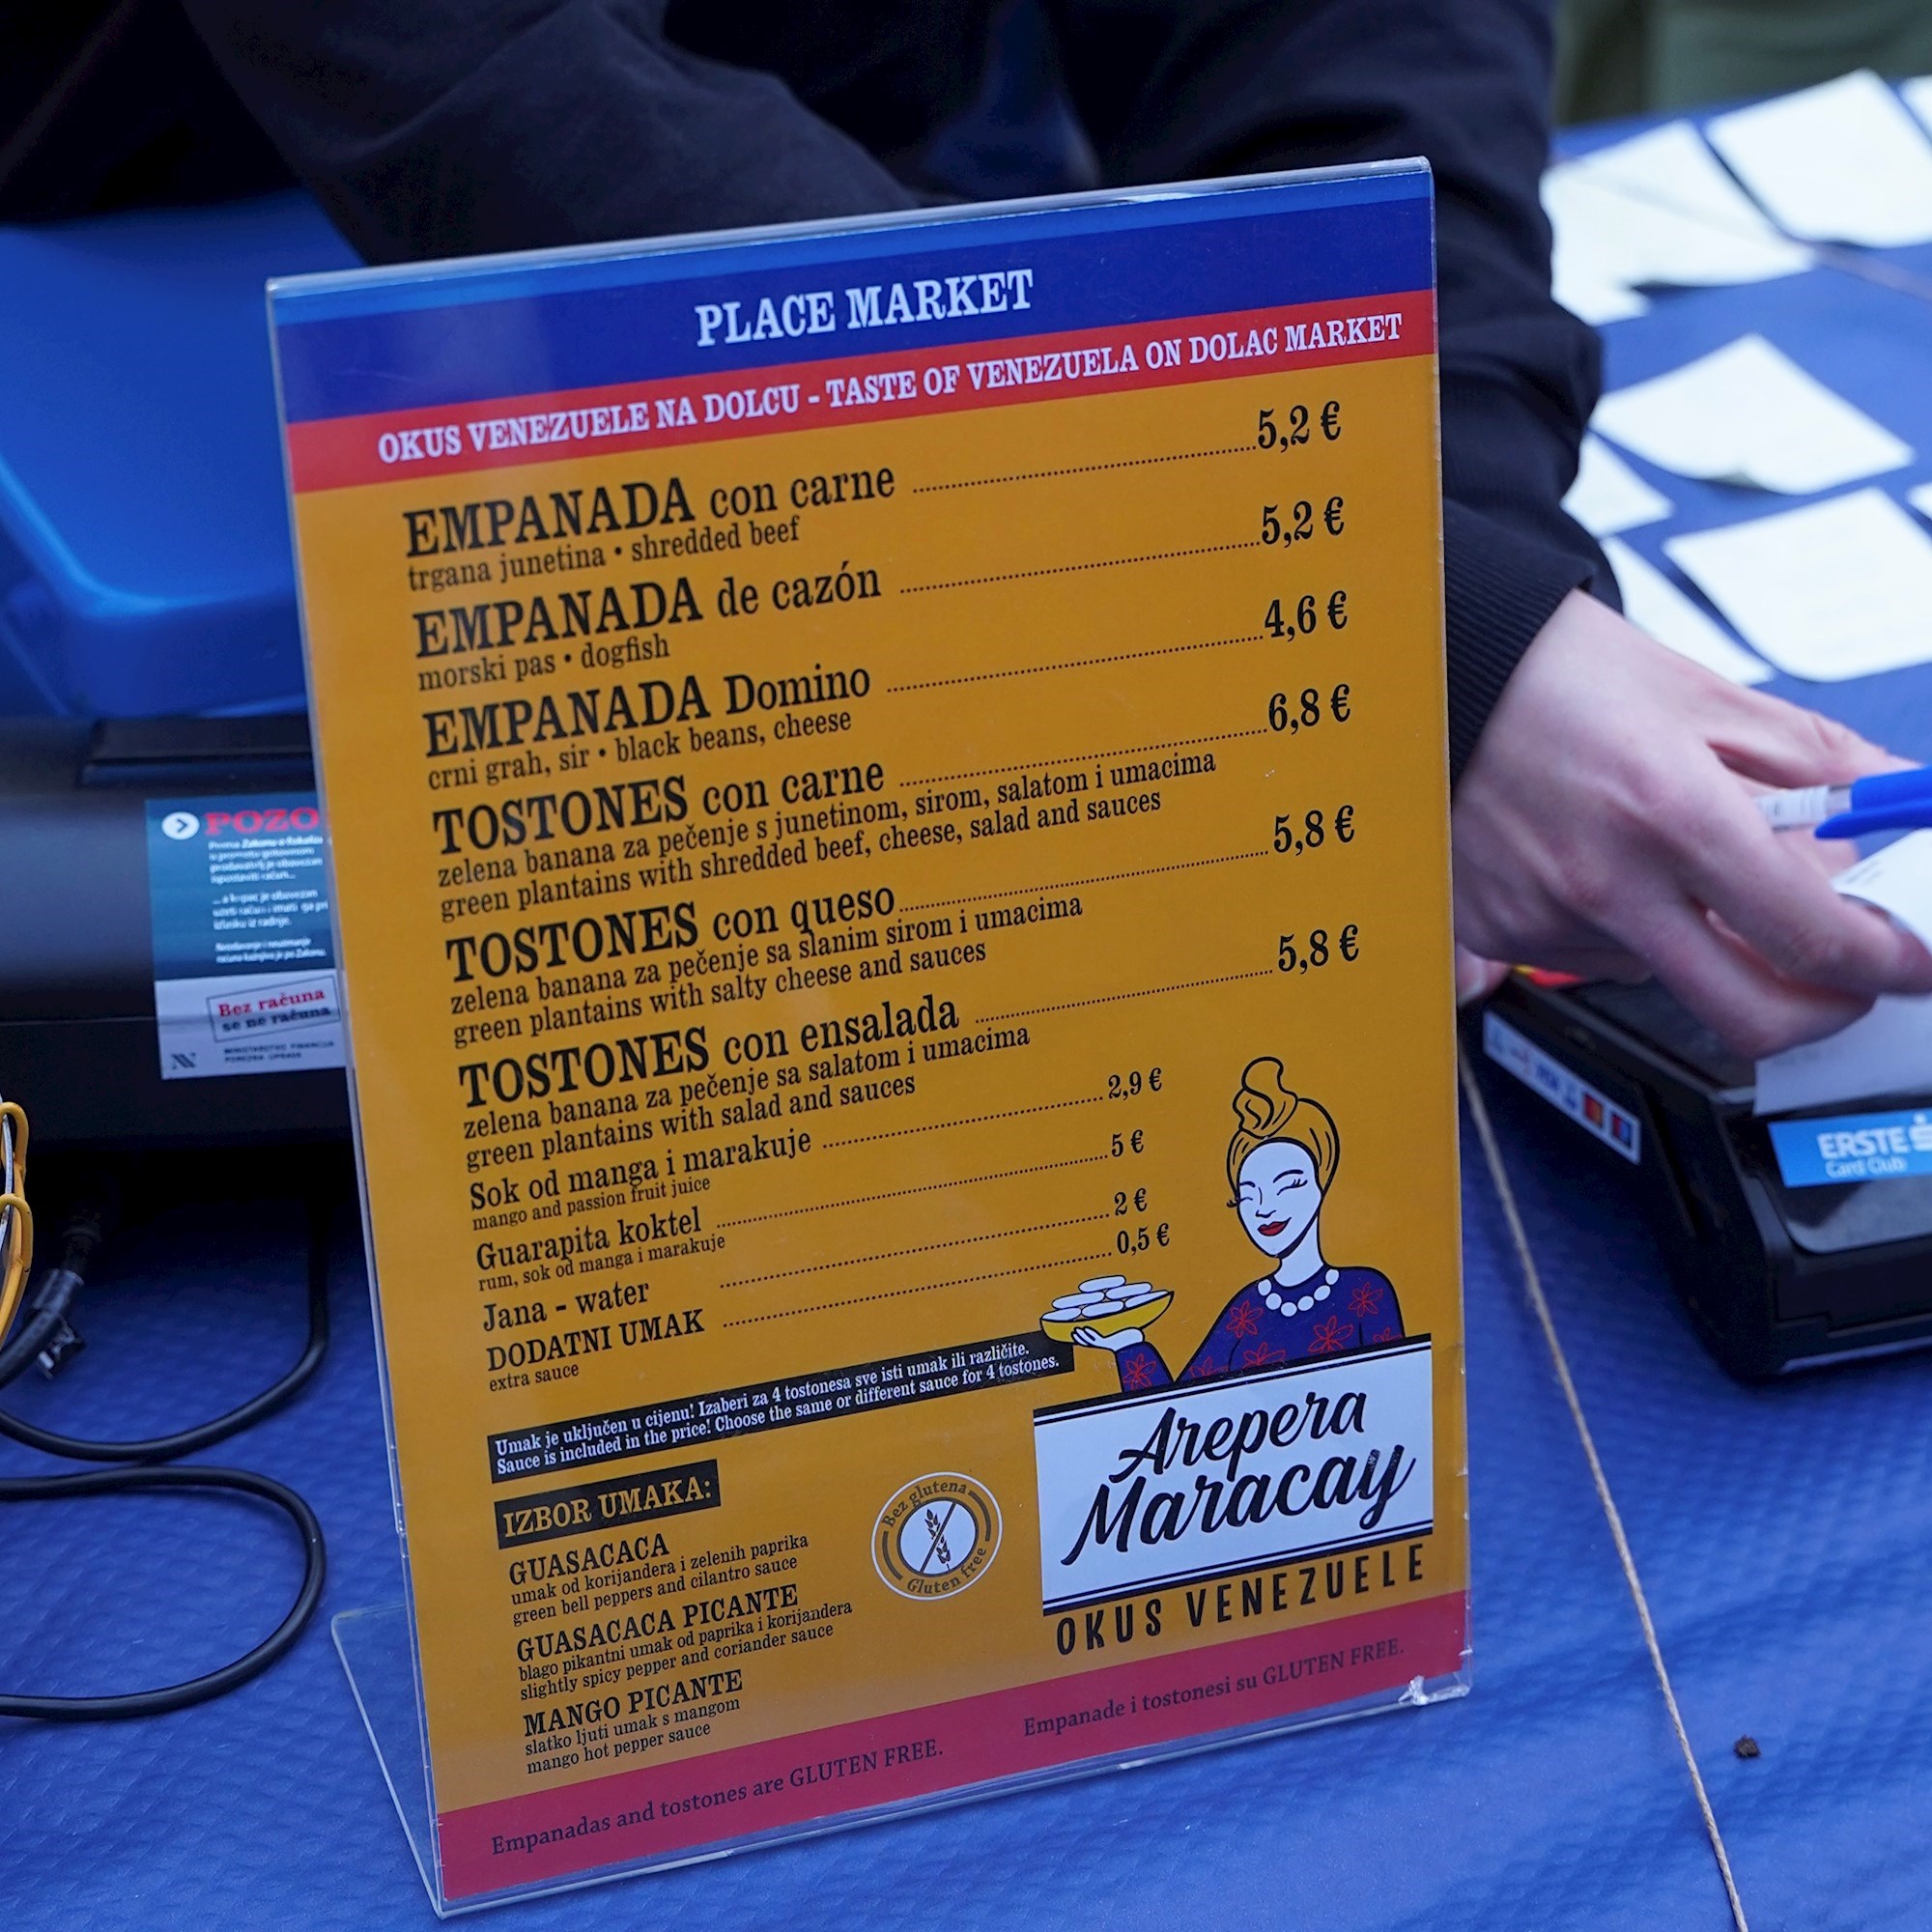 PLACE MARKET
OKUS VENEZUELE NA DOLCU - TASTE OF VENEZUELA ON DOLAC MARKET
EMPANADA con carne 5,2 €
trgana junetina • shredded beef
EMPANADA de cazón 5,2 €
morski pas • dogfish
EMPANADA Domino 4,6 €
crni grah, sir • black beans, cheese
TOSTONES con carne 6,8 €
zelena banana za pečenje s junetinom, sirom, salatom i umacima
green plantains with shredded beef, cheese, salad and sauces
TOSTONES con queso 5,8 €
zelena banana za pečenje sa slanim sirom i umacima
green plantains with salty cheese and sauces
TOSTONES con ensalada 5,8 €
zelena banana za pečenje sa salatom i umacima
green plantains with salad and sauces
Sok od manga i marakuje 2,9 €
mango and passion fruit juice
Guarapita koktel 5 €
rum, sok od manga i marakuje
Jana - water 2 €
DODATNI UMAK 0,5 €
extra sauce
Umak je uključen u cijenu! Izaberi za 4 tostonesa sve isti umak ili različite.
Sauce is included in the price! Choose the same or different sauce for 4 tostones.
IZBOR UMAKA:
GUASACACA
umak od korijandera i zelenih paprika
green bell peppers and cilantro sauce
GUASACACA PICANTE
blago pikantni umak od paprika i korijandera
slightly spicy pepper and coriander sauce
MANGO PICANTE
slatko ljuti umak s mangom
mango hot pepper sauce
Bez glutena
Gluten free
Arepera
Maracay
OKUS VENEZUELE
Empanadas and tostones are GLUTEN FREE.
Empanade i tostonesi su GLUTEN FREE.
POZO
Bez računa
se ne računa
MINISTARSTVO FINANCIJA
POREZNA UPRAVA
ERSTE
Card Club